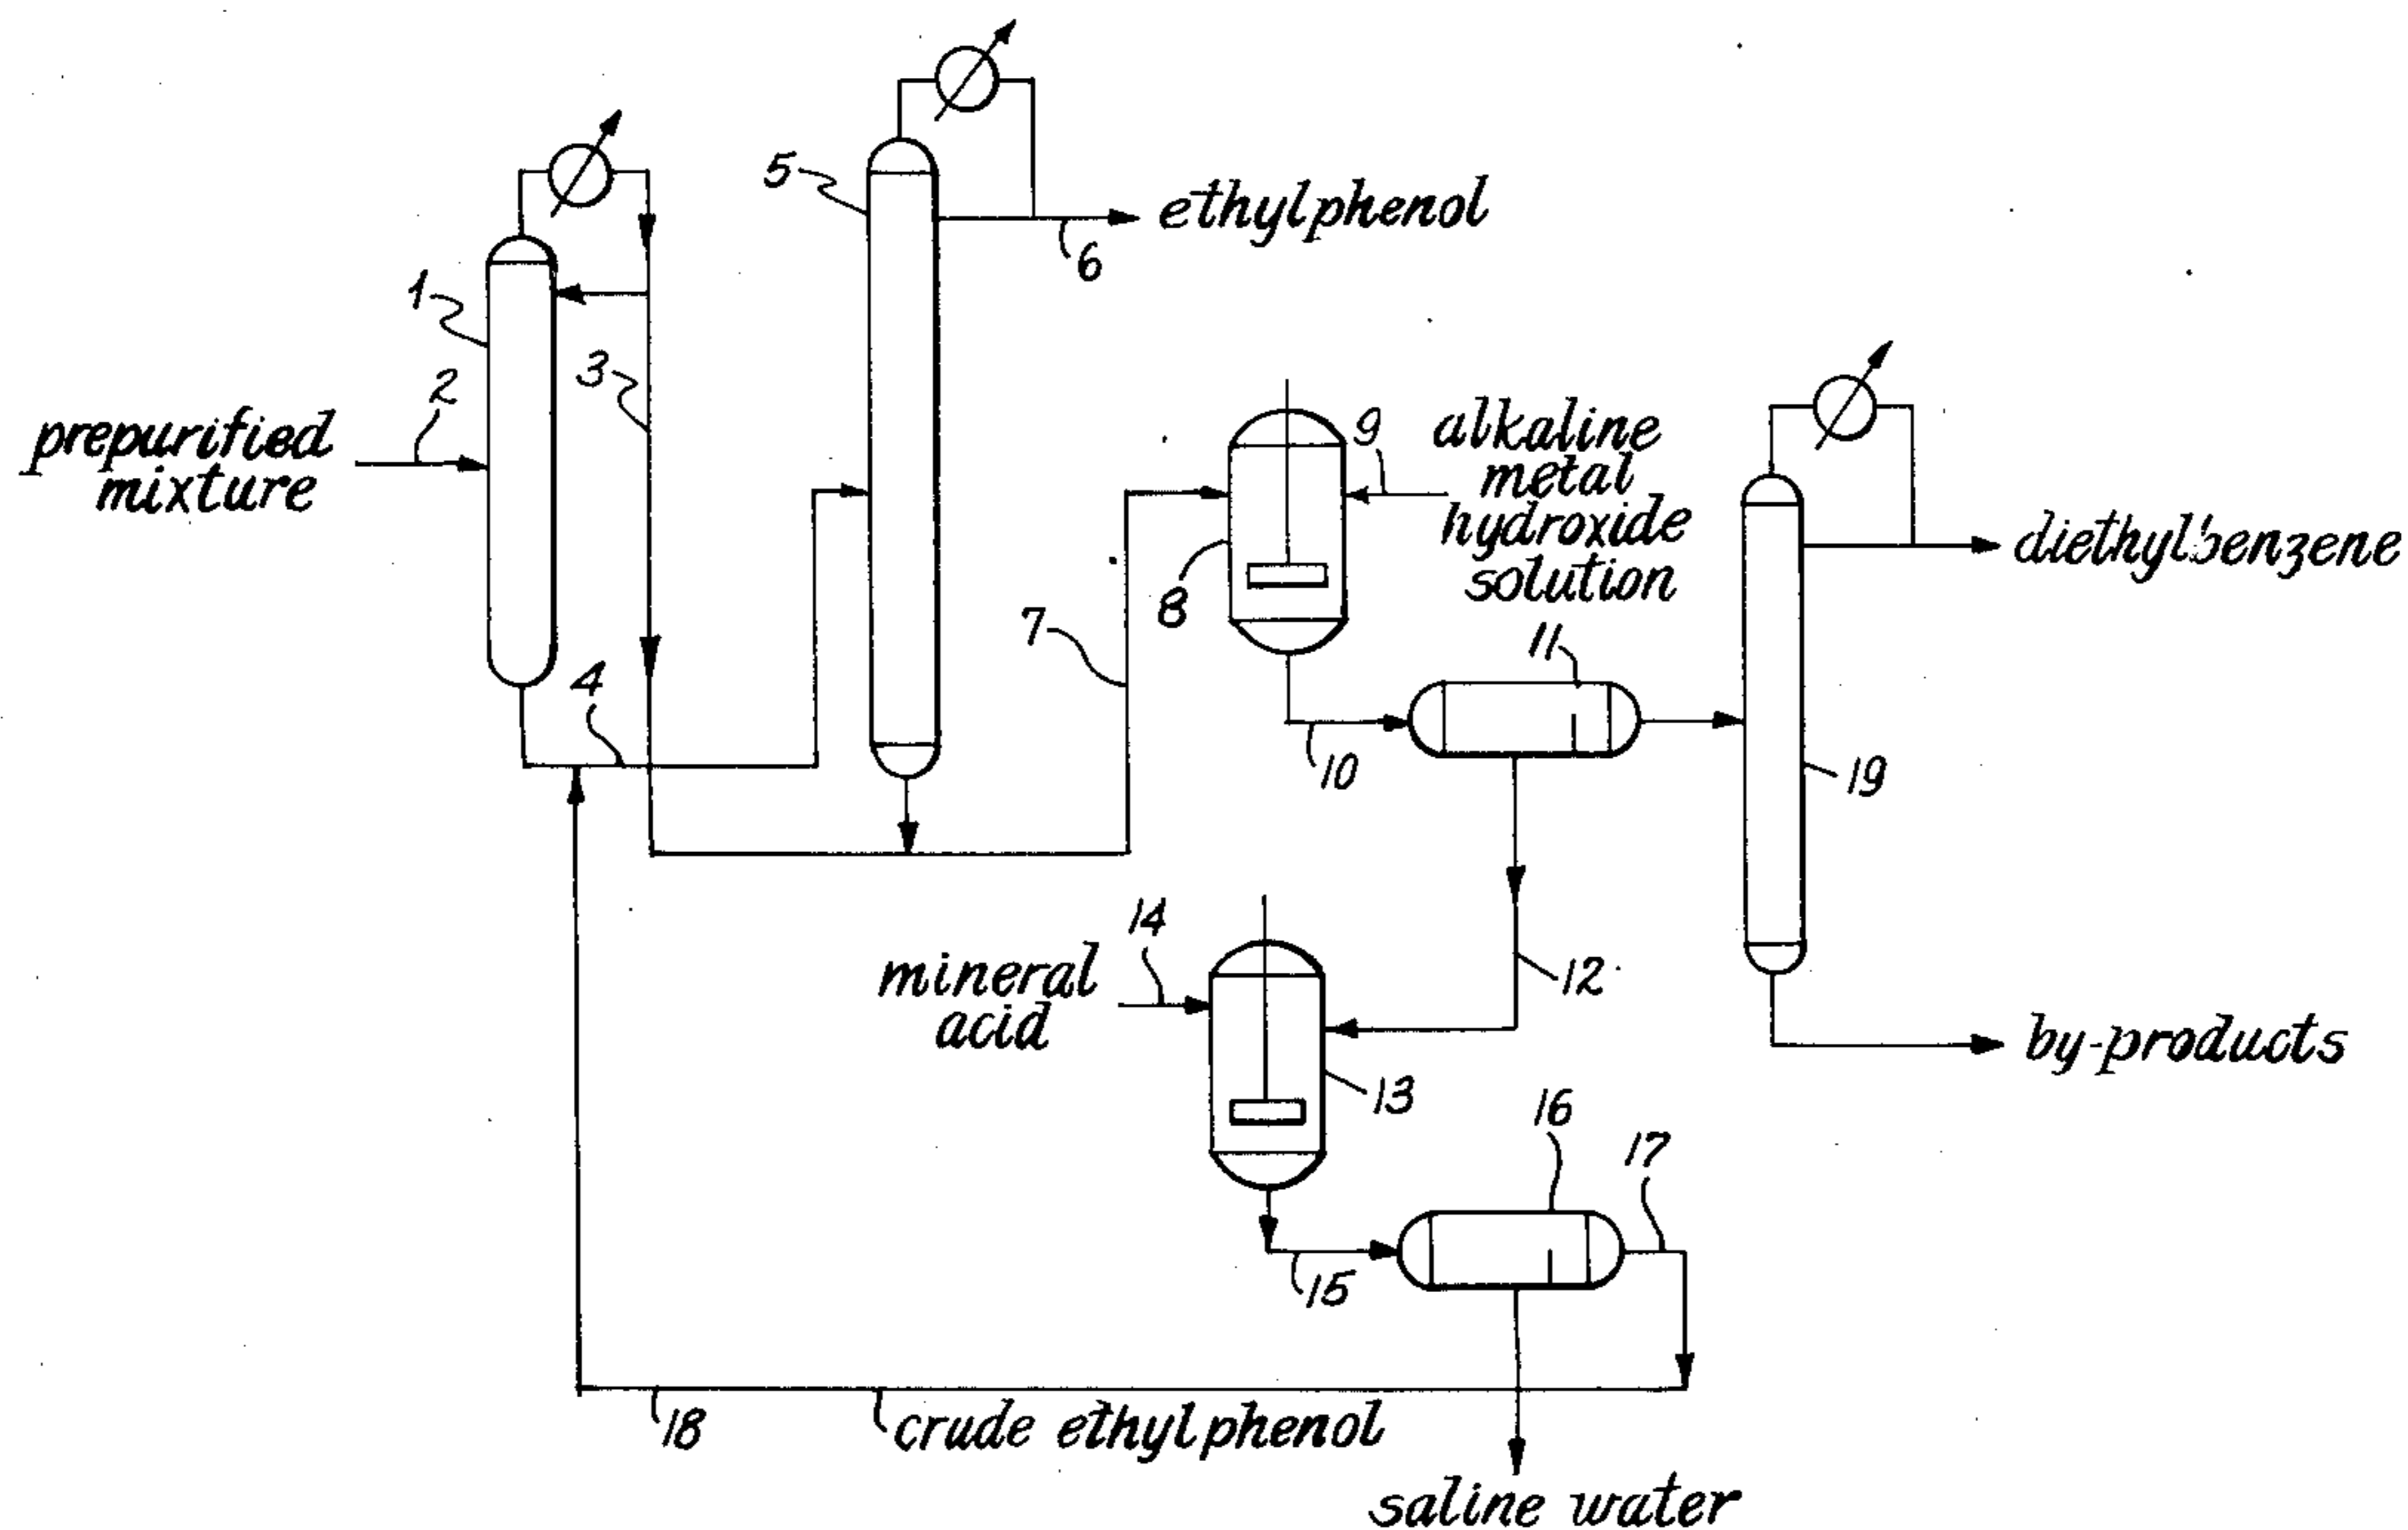 5
ethylphenol
6
1
2
3
prepurified
mixture
9
alkaline
metal
hydroxide
solution
8
diethylbenzene
7
11
4
10
19
14
mineral
acid
12
by-products
13
16
17
15
18
crude ethylphenol
saline water